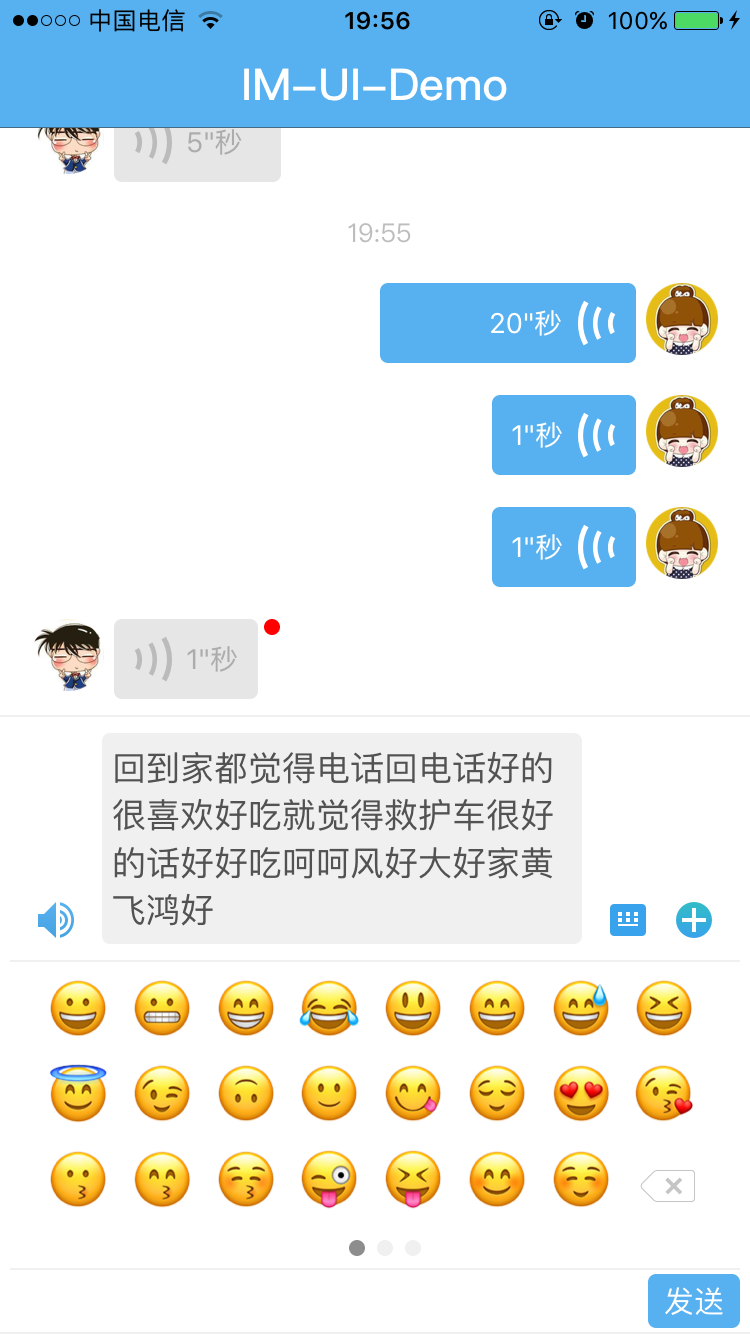 中国电信 19:56 100%
IM-UI-Demo
5"秒
19:55
20"秒
1"秒
1"秒
1"秒
回到家都觉得电话回电话好的
很喜欢好吃就觉得救护车很好
的话好好吃呵呵风好大好家黄
飞鸿好
发送